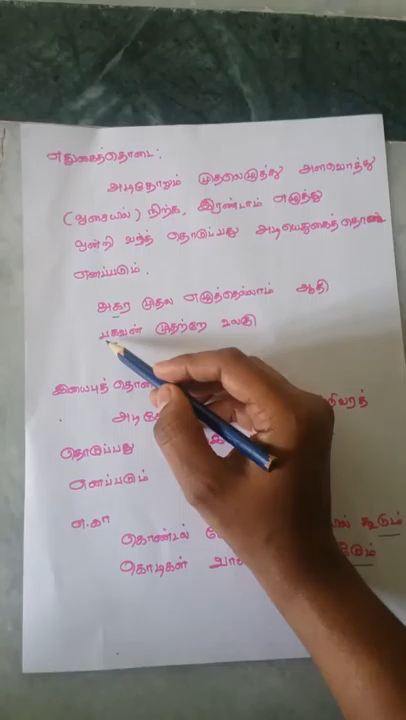 எதுகைத்தொடை:
அடிதோறும் முதலெழுத்து அளவொத்து
(ஓசையில்) நிற்க, இரண்டாம் எழுத்து
ஒன்றி வரத் தொடுப்பது அடியெதுகைத்தொடை
எனப்படும்.
அகர முதல எழுத்தெல்லாம் ஆதி
பகவன் முதற்றே உலகு
இயைபுத் தொடை
அடி
தொடுப்பது
எனப்படும்
எ.கா
கொண்டல் கூடும்
கொடிகள்